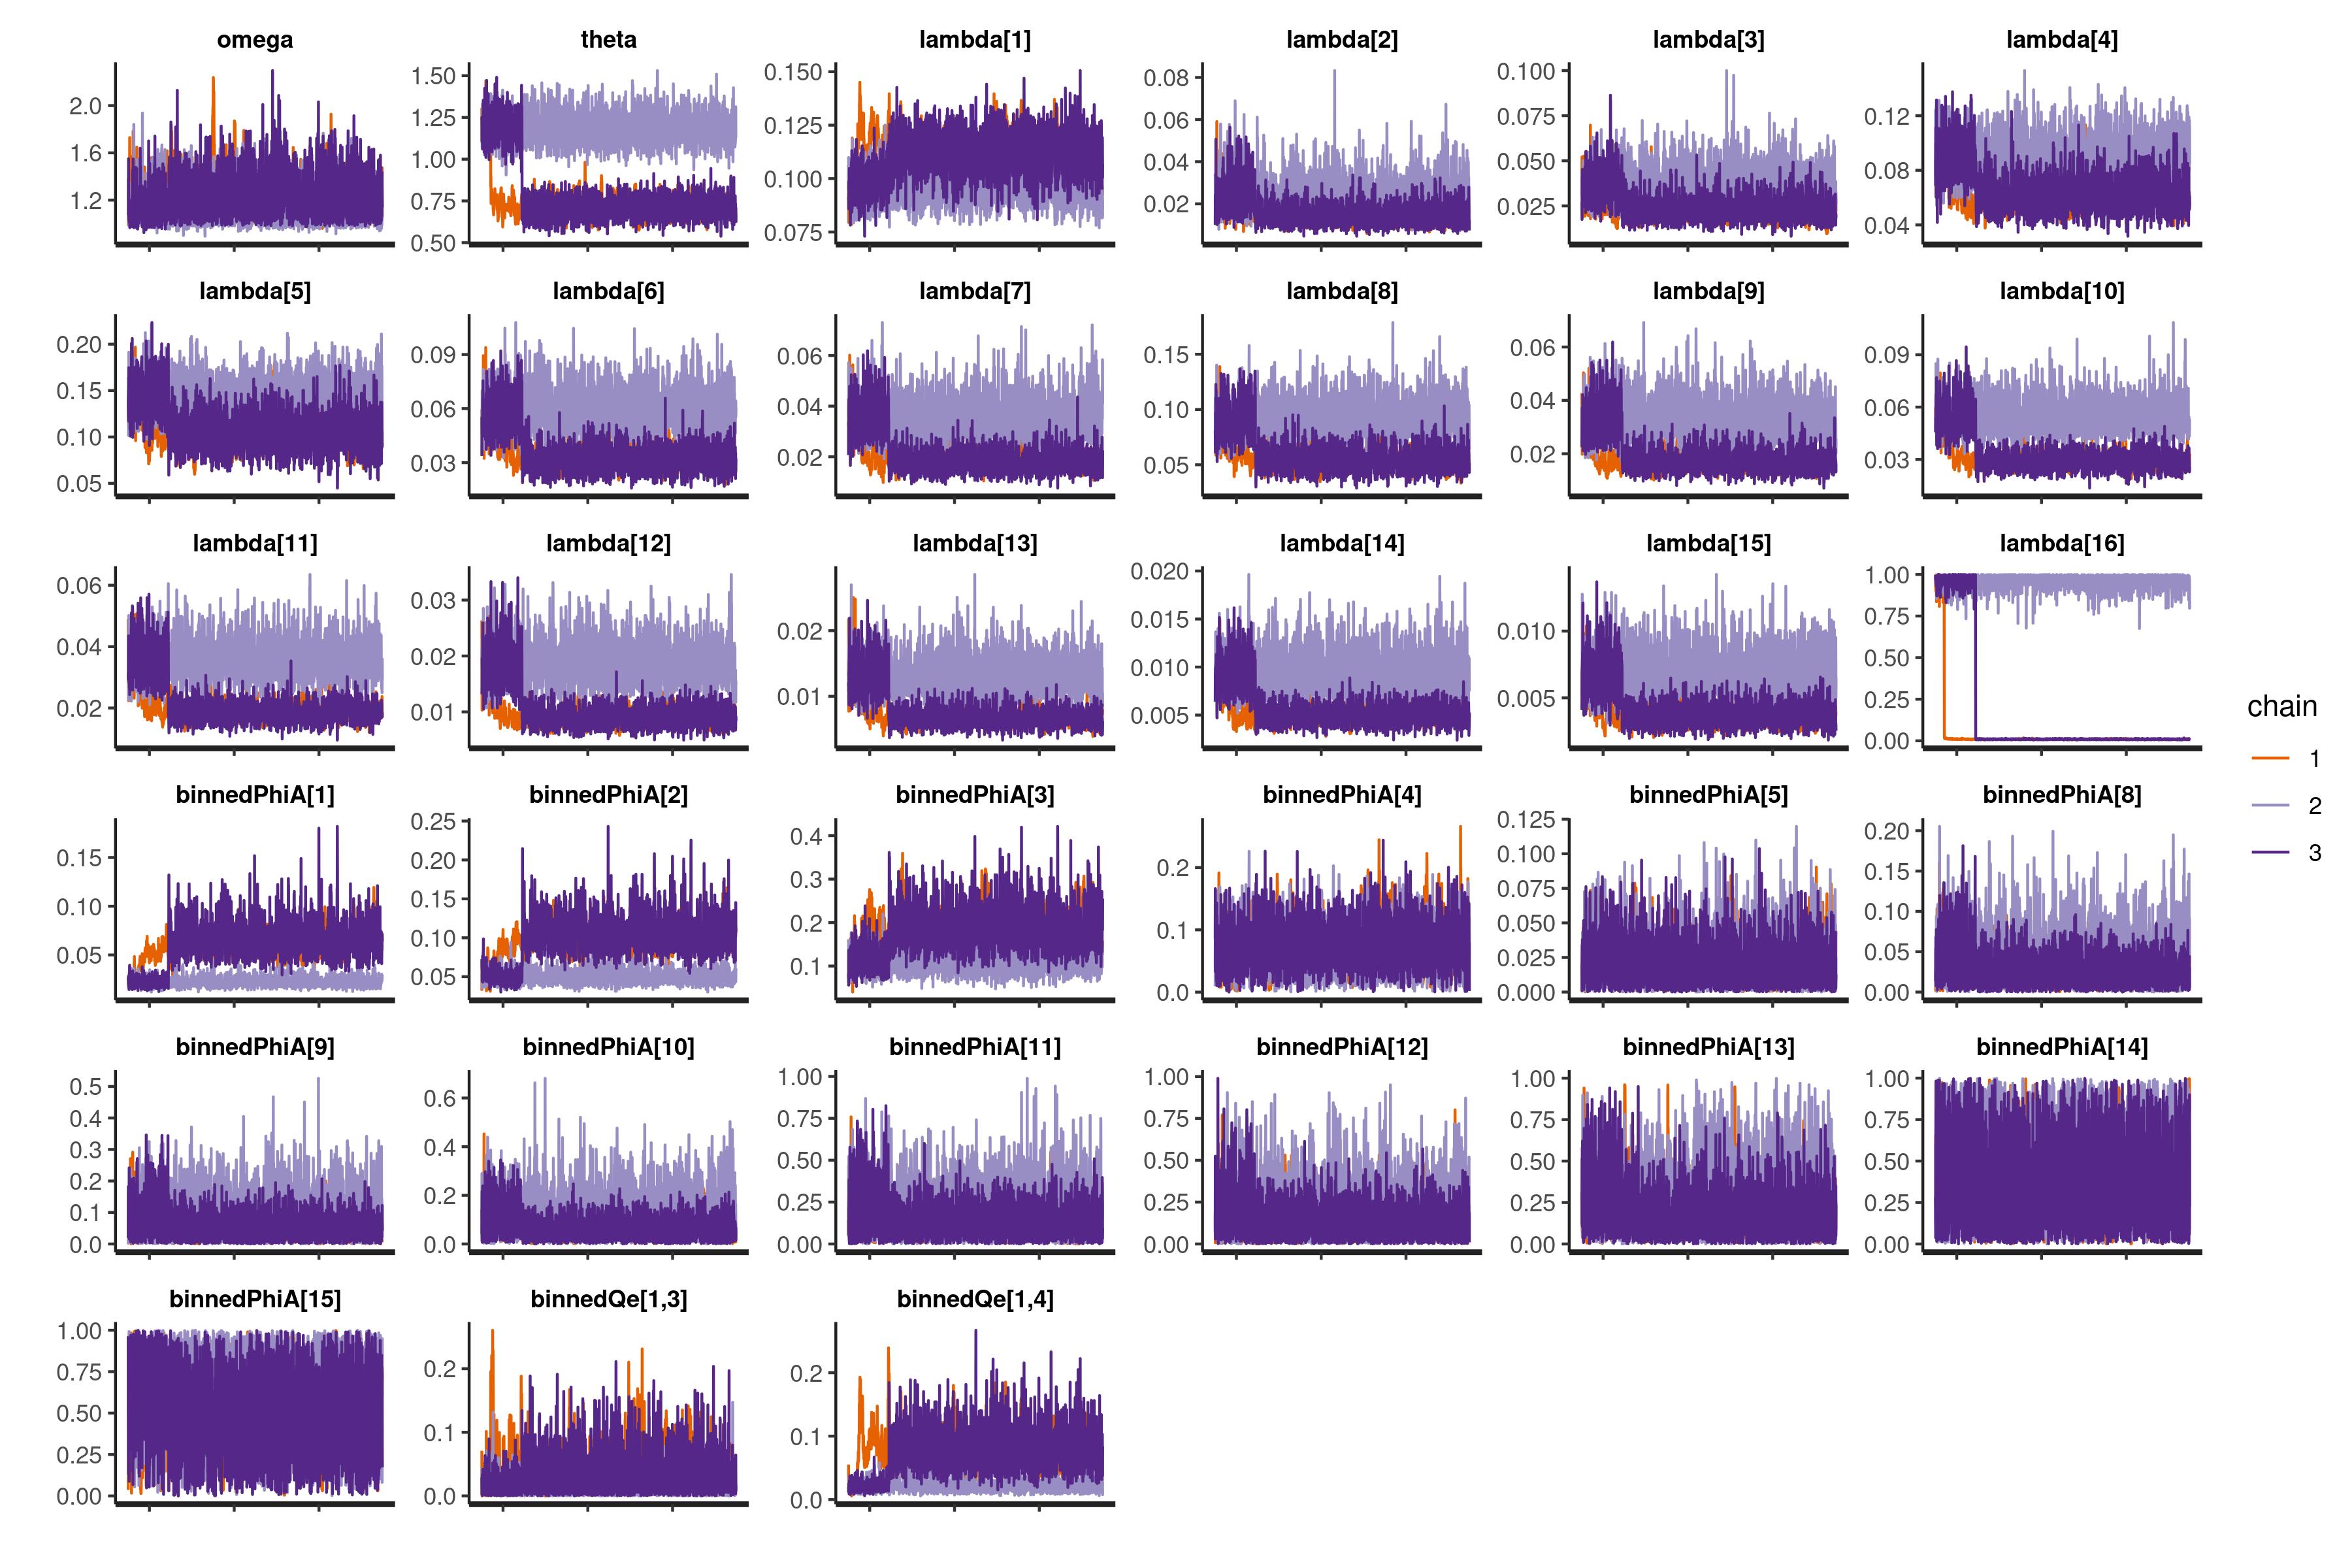 omega theta lambda[1] lambda[2] lambda[3] lambda[4]
2.0 1.6 1.2
1.50 1.25 1.00 0.75 0.50
0.150 0.125 0.100 0.075
0.08 0.06 0.04 0.02
0.100 0.075 0.050 0.025
0.12 0.08 0.04
lambda[5] lambda[6] lambda[7] lambda[8] lambda[9] lambda[10]
0.20 0.15 0.10 0.05
0.09 0.06 0.03
0.06 0.04 0.02
0.15 0.10 0.05
0.06 0.04 0.02
0.09 0.06 0.03
lambda[11] lambda[12] lambda[13] lambda[14] lambda[15] lambda[16]
0.06 0.04 0.02
0.03 0.02 0.01
0.02 0.01
0.020 0.015 0.010 0.005
0.010 0.005
1.00 0.75 0.50 0.25 0.00
chain
1
2
3
binnedPhiA[1] binnedPhiA[2] binnedPhiA[3] binnedPhiA[4] binnedPhiA[5] binnedPhiA[8]
0.15 0.10 0.05
0.25 0.20 0.15 0.10 0.05
0.4 0.3 0.2 0.1
0.2 0.1 0.0
0.125 0.100 0.075 0.050 0.025 0.000
0.20 0.15 0.10 0.05 0.00
binnedPhiA[9] binnedPhiA[10] binnedPhiA[11] binnedPhiA[12] binnedPhiA[13] binnedPhiA[14]
0.5 0.4 0.3 0.2 0.1 0.0
0.6 0.4 0.2 0.0
1.00 0.75 0.50 0.25 0.00
1.00 0.75 0.50 0.25 0.00
1.00 0.75 0.50 0.25 0.00
1.00 0.75 0.50 0.25 0.00
binnedPhiA[15] binnedQe[1,3] binnedQe[1,4]
1.00 0.75 0.50 0.25 0.00
0.2 0.1 0.0
0.2 0.1 0.0